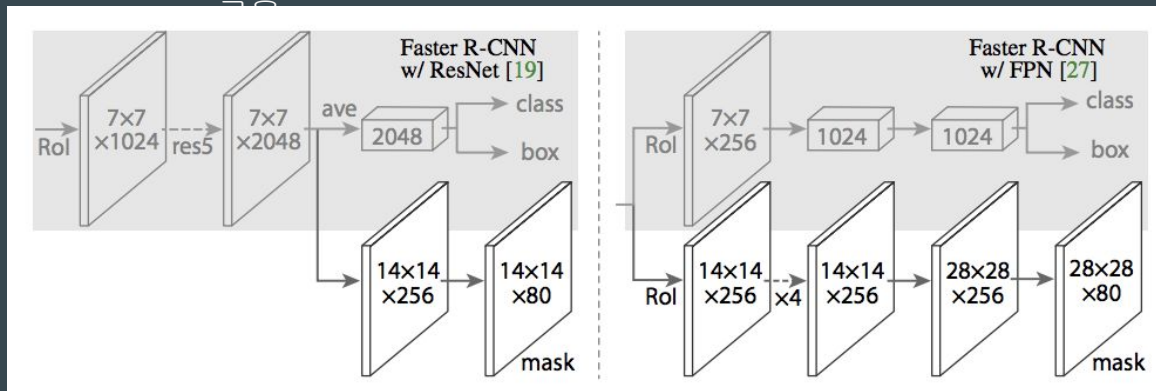 Faster R-CNN
w/ ResNet [19]
RoI
7×7
×1024
res5
7×7
×2048
ave
2048
class
box
14×14
×256
14×14
×80
mask
Faster R-CNN
w/ FPN [27]
RoI
7×7
×256
1024
1024
class
box
RoI
14×14
×256
×4
14×14
×256
28×28
×256
28×28
×80
mask